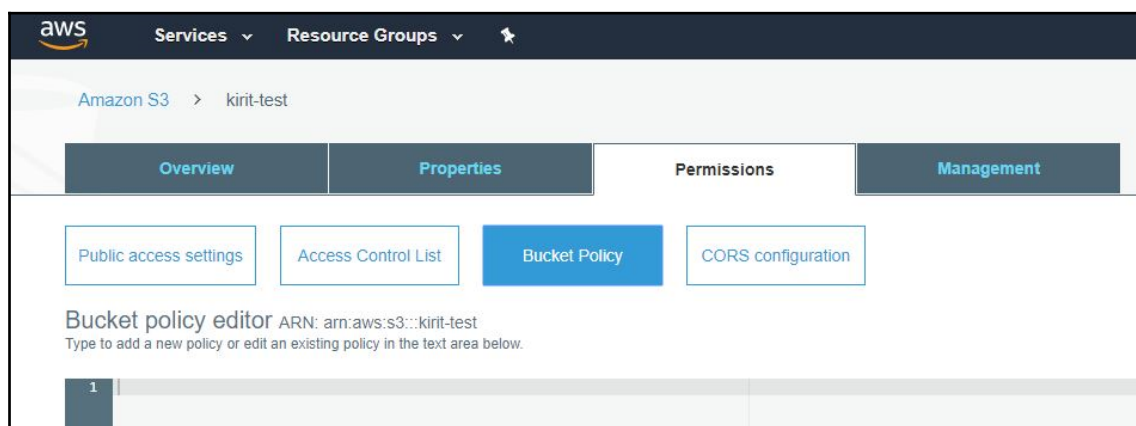 aws Services Resource Groups
Amazon S3 > kirit-test
Overview Properties Permissions Management
Public access settings Access Control List Bucket Policy CORS configuration
Bucket policy editor ARN: arn:aws:s3:::kirit-test
Type to add a new policy or edit an existing policy in the text area below.
1